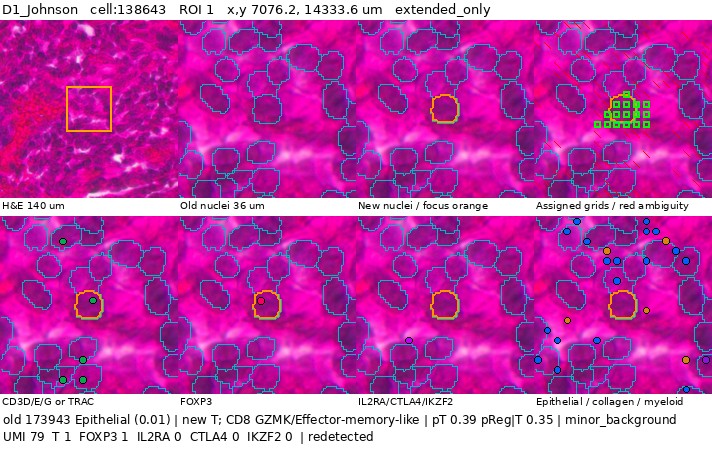 D1_Johnson   cell:138643   ROI 1   x,y 7076.2, 14333.6 um   extended_only
H&E 140 um
Old nuclei 36 um
New nuclei / focus orange
Assigned grids / red ambiguity
CD3D/E/G or TRAC
FOXP3
IL2RA/CTLA4/IKZF2
Epithelial / collagen / myeloid
old 173943 Epithelial (0.01) | new T; CD8 GZMK/Effector-memory-like | pT 0.39 pReg|T 0.35 | minor_background
UMI 79  T 1  FOXP3 1  IL2RA 0  CTLA4 0  IKZF2 0  | redetected